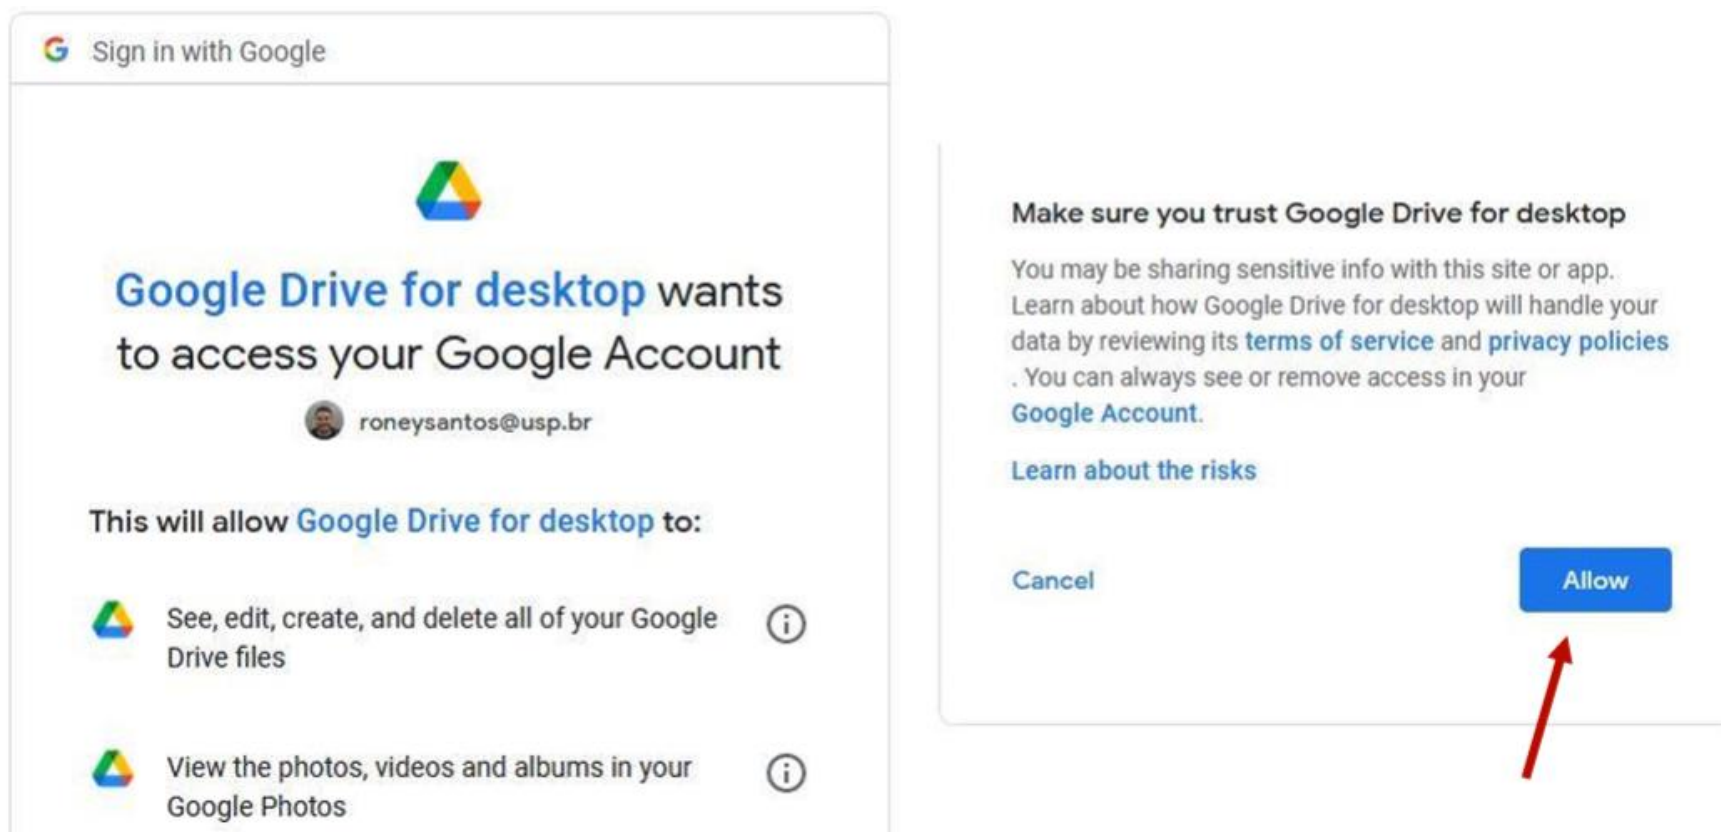 Sign in with Google
Google Drive for desktop wants
to access your Google Account
roneysantos@usp.br
This will allow Google Drive for desktop to:
See, edit, create, and delete all of your Google
Drive files
View the photos, videos and albums in your
Google Photos
Make sure you trust Google Drive for desktop
You may be sharing sensitive info with this site or app.
Learn about how Google Drive for desktop will handle your
data by reviewing its terms of service and privacy policies
. You can always see or remove access in your
Google Account.
Learn about the risks
Cancel
Allow